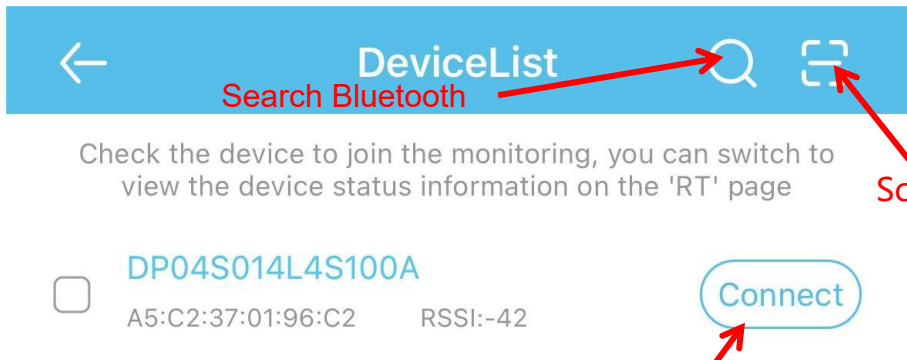 DeviceList
Search Bluetooth
Check the device to join the monitoring, you can switch to
view the device status information on the 'RT' page
DP04S014L4S100A
Connect
A5:C2:37:01:96:C2 RSSI:-42